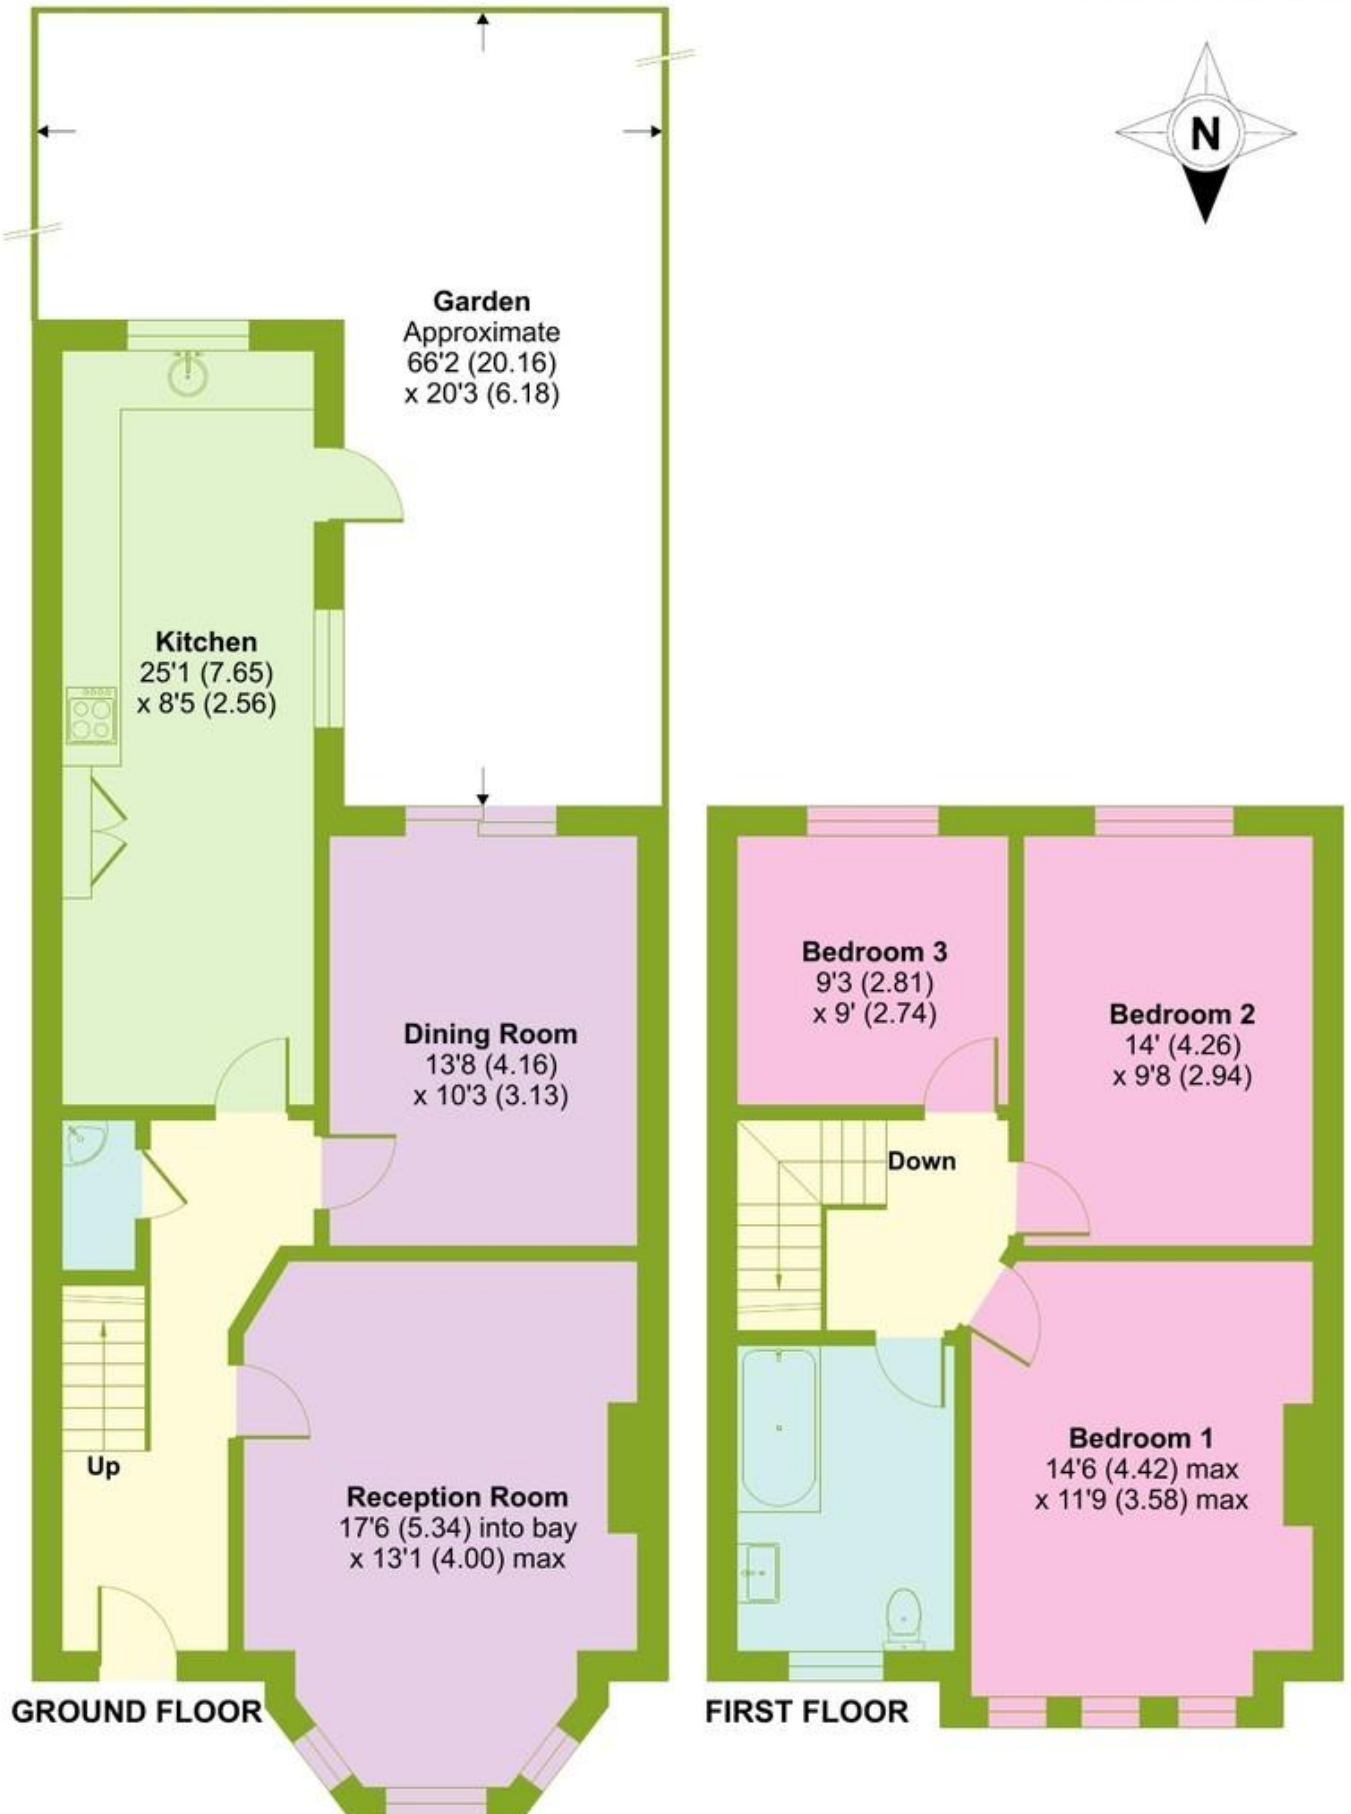 N
Garden
Approximate
66'2 (20.16)
x 20'3 (6.18)
Kitchen
25'1 (7.65)
x 8'5 (2.56)
Dining Room
13'8 (4.16)
x 10'3 (3.13)
Up
Reception Room
17'6 (5.34) into bay
x 13'1 (4.00) max
GROUND FLOOR
Bedroom 3
9'3 (2.81)
x 9' (2.74)
Bedroom 2
14' (4.26)
x 9'8 (2.94)
Down
Bedroom 1
14'6 (4.42) max
x 11'9 (3.58) max
FIRST FLOOR